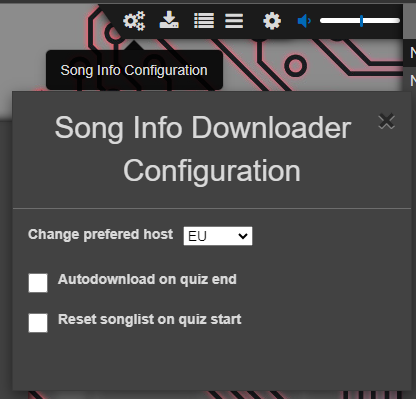 Song Info Configuration
Song Info Downloader
Configuration
Change prefered host EU
Autodownload on quiz end
Reset songlist on quiz start